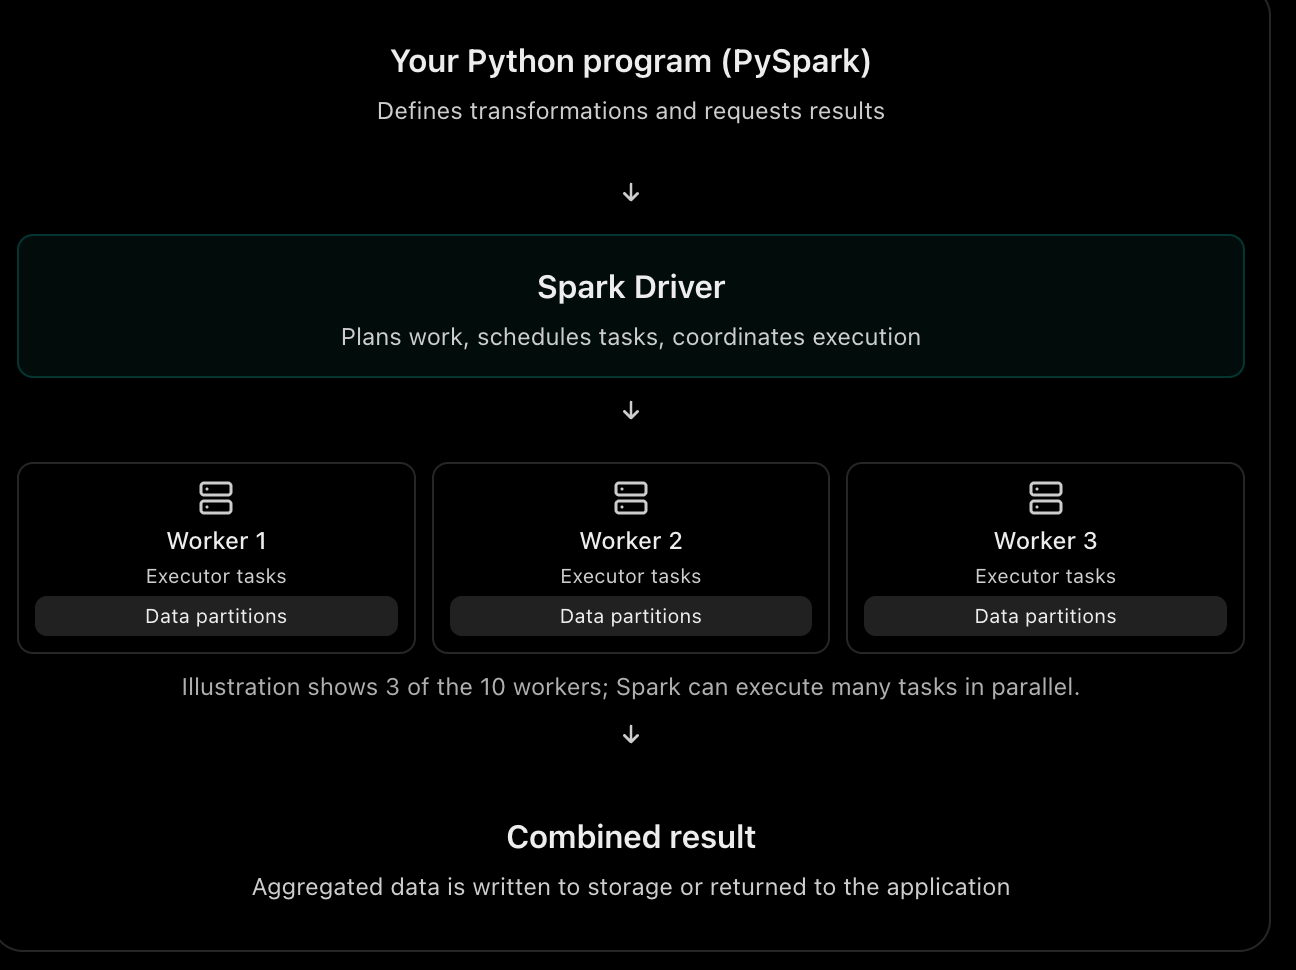 Your Python program (PySpark)
Defines transformations and requests results
Spark Driver
Plans work, schedules tasks, coordinates execution
Worker 1
Executor tasks
Data partitions
Worker 2
Executor tasks
Data partitions
Worker 3
Executor tasks
Data partitions
Illustration shows 3 of the 10 workers; Spark can execute many tasks in parallel.
Combined result
Aggregated data is written to storage or returned to the application